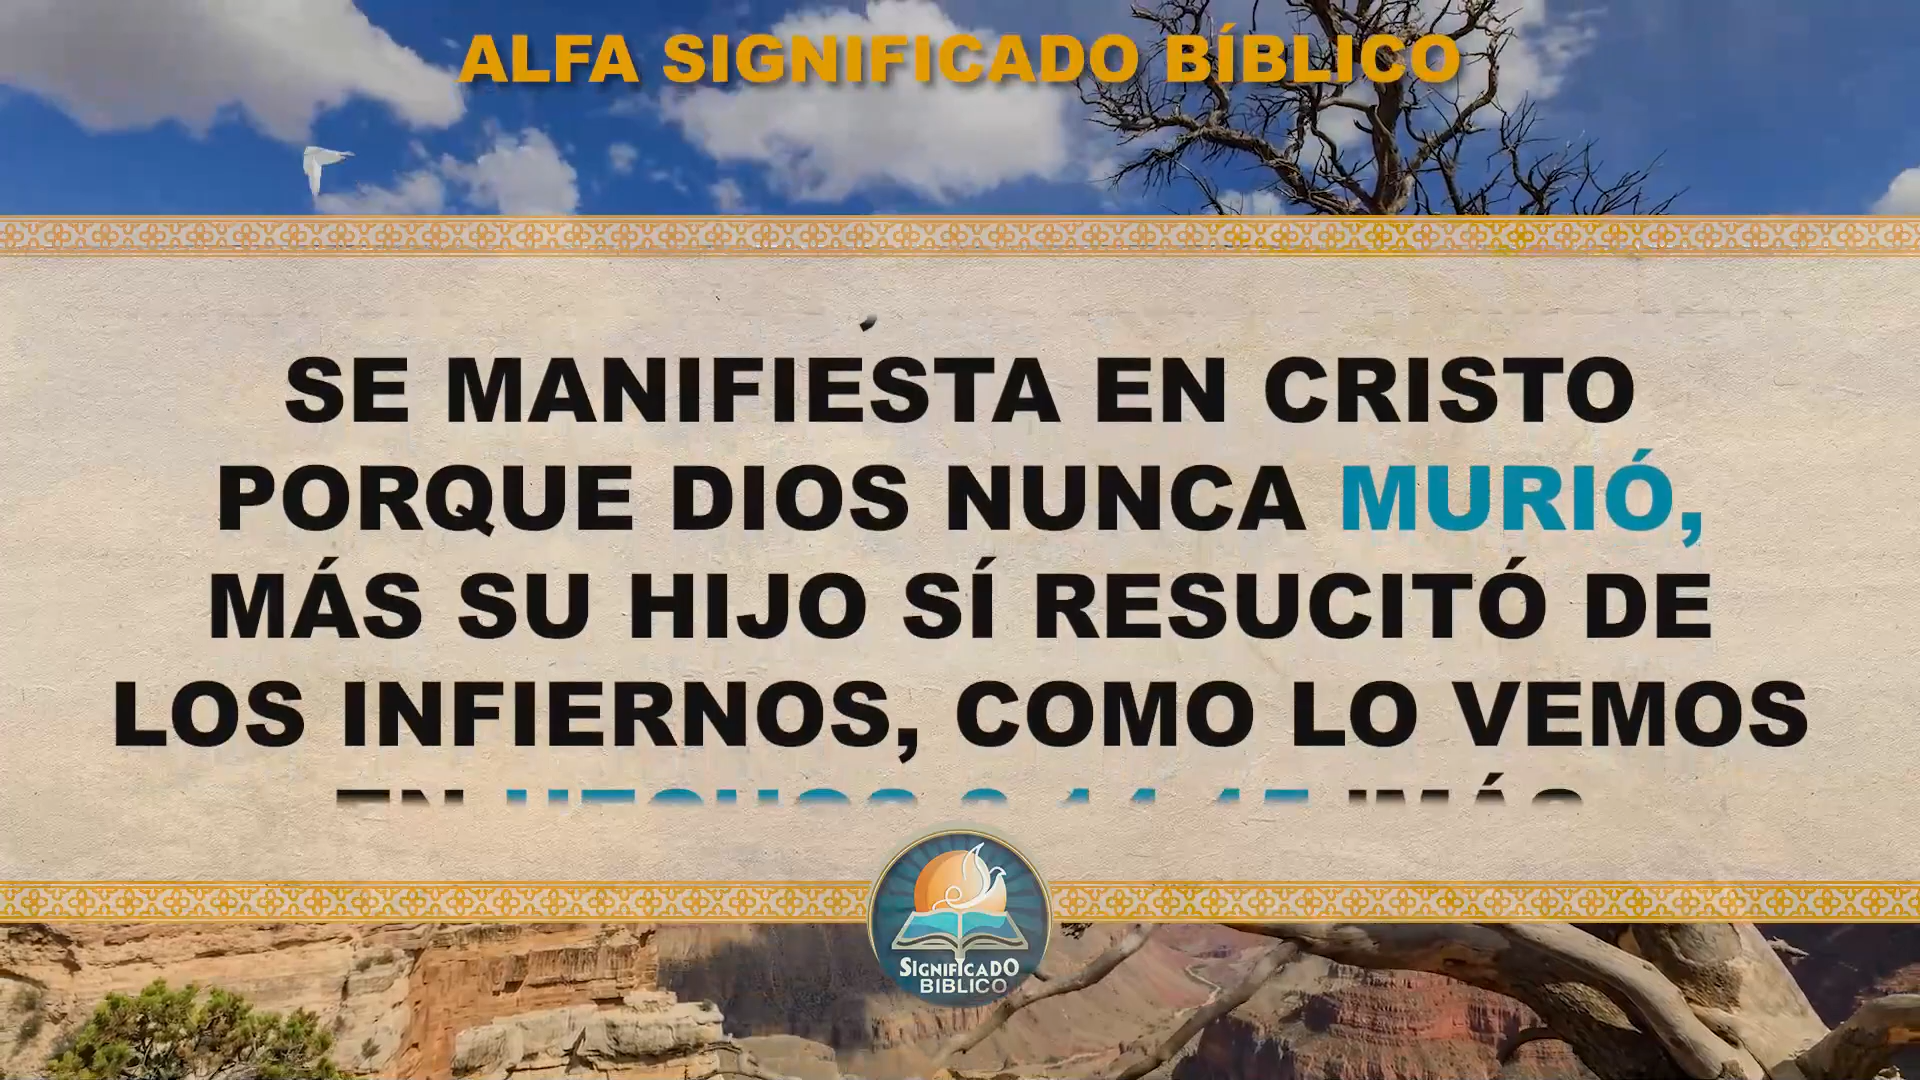 ALFA SIGNIFICADO BÍBLICO
SE MANIFIESTA EN CRISTO
PORQUE DIOS NUNCA MURIÓ,
MÁS SU HIJO SÍ RESUCITÓ DE
LOS INFIERNOS, COMO LO VEMOS
SIGNIFICADO
BÍBLICO